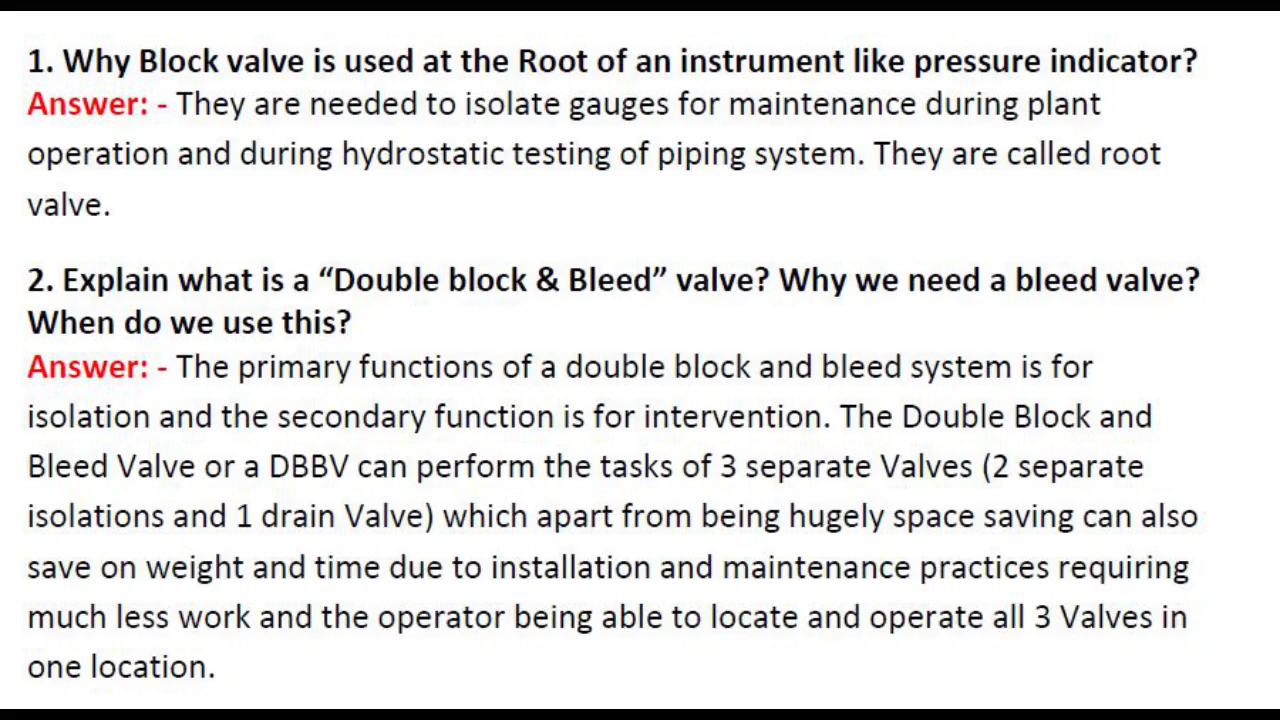 1. Why Block valve is used at the Root of an instrument like pressure indicator?
Answer: - They are needed to isolate gauges for maintenance during plant
operation and during hydrostatic testing of piping system. They are called root
valve.
2. Explain what is a “Double block & Bleed” valve? Why we need a bleed valve?
When do we use this?
Answer: - The primary functions of a double block and bleed system is for
isolation and the secondary function is for intervention. The Double Block and
Bleed Valve or a DBBV can perform the tasks of 3 separate Valves (2 separate
isolations and 1 drain Valve) which apart from being hugely space saving can also
save on weight and time due to installation and maintenance practices requiring
much less work and the operator being able to locate and operate all 3 Valves in
one location.